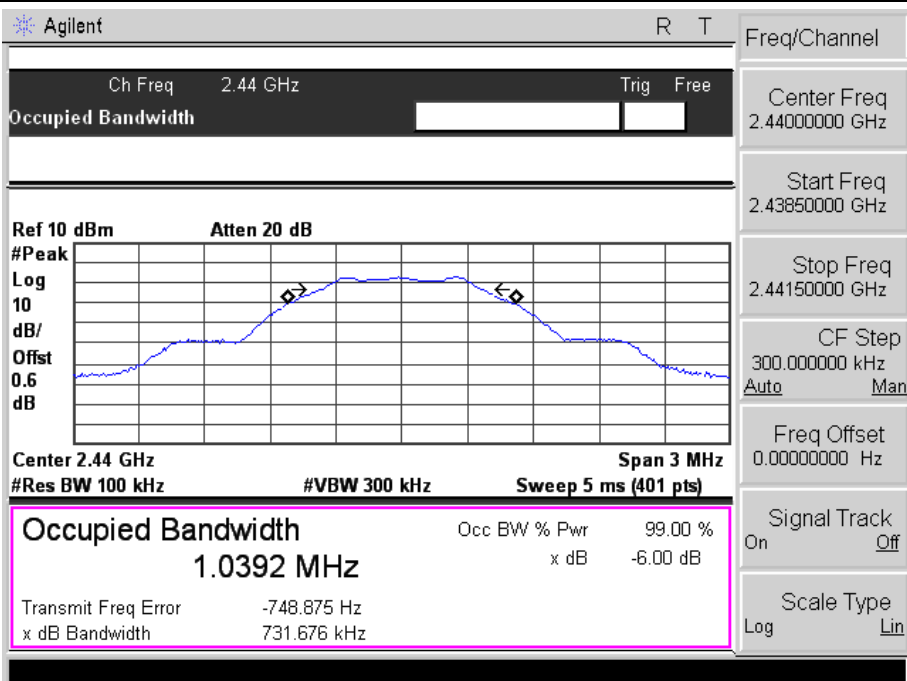 Agilent R T
Ch Freq 2.44 GHz Trig Free
Occupied Bandwidth
Ref 10 dBm Atten 20 dB
#Peak
Log
10
dB/
Offst
0.6
dB
Center 2.44 GHz Span 3 MHz
#Res BW 100 kHz #VBW 300 kHz Sweep 5 ms (401 pts)
Occupied Bandwidth Occ BW % Pwr 99.00 %
1.0392 MHz x dB -6.00 dB
Transmit Freq Error -748.875 Hz
x dB Bandwidth 731.676 kHz
Freq/Channel
Center Freq
2.44000000 GHz
Start Freq
2.43850000 GHz
Stop Freq
2.44150000 GHz
CF Step
300.000000 kHz
Auto Man
Freq Offset
0.00000000 Hz
Signal Track
On Off
Scale Type
Log Lin